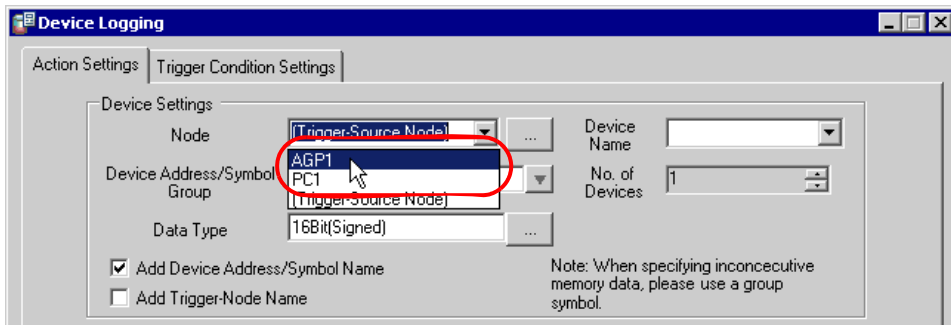 Device Logging
Action Settings
Trigger Condition Settings
Device Settings
Node
(Trigger-Source Node)
...
Device
Name
AGP1
PC1
(Trigger-Source Node)
Device Address/Symbol
Group
No. of
Devices
1
Data Type
16Bit(Signed)
...
Add Device Address/Symbol Name
Add Trigger-Node Name
Note: When specifying inconcecutive
memory data, please use a group
symbol.